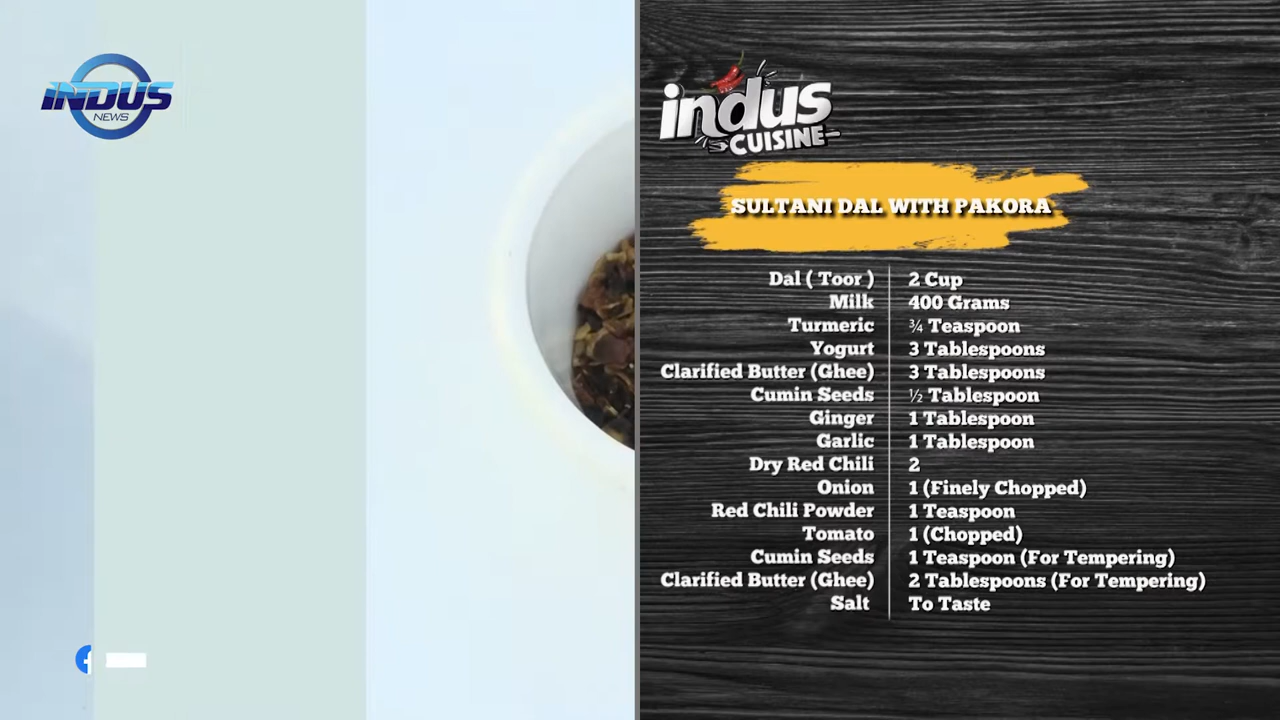 INDUS
NEWS
indus
CUISINE
SULTANI DAL WITH PAKORA
Dal ( Toor ) 2 Cup
Milk 400 Grams
Turmeric ¾ Teaspoon
Yogurt 3 Tablespoons
Clarified Butter (Ghee) 3 Tablespoons
Cumin Seeds ½ Tablespoon
Ginger 1 Tablespoon
Garlic 1 Tablespoon
Dry Red Chili 2
Onion 1 (Finely Chopped)
Red Chili Powder 1 Teaspoon
Tomato 1 (Chopped)
Cumin Seeds 1 Teaspoon (For Tempering)
Clarified Butter (Ghee) 2 Tablespoons (For Tempering)
Salt To Taste